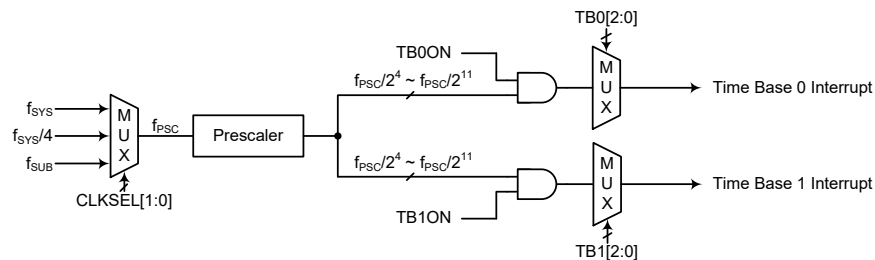 TB0[2:0]
TB0ON
M
U
X
f_PSC/2^4 ~ f_PSC/2^11
Time Base 0 Interrupt
f_SYS
f_SYS/4
f_SUB
M
U
X
f_PSC
Prescaler
CLKSEL[1:0]
f_PSC/2^4 ~ f_PSC/2^11
M
U
X
Time Base 1 Interrupt
TB1ON
TB1[2:0]